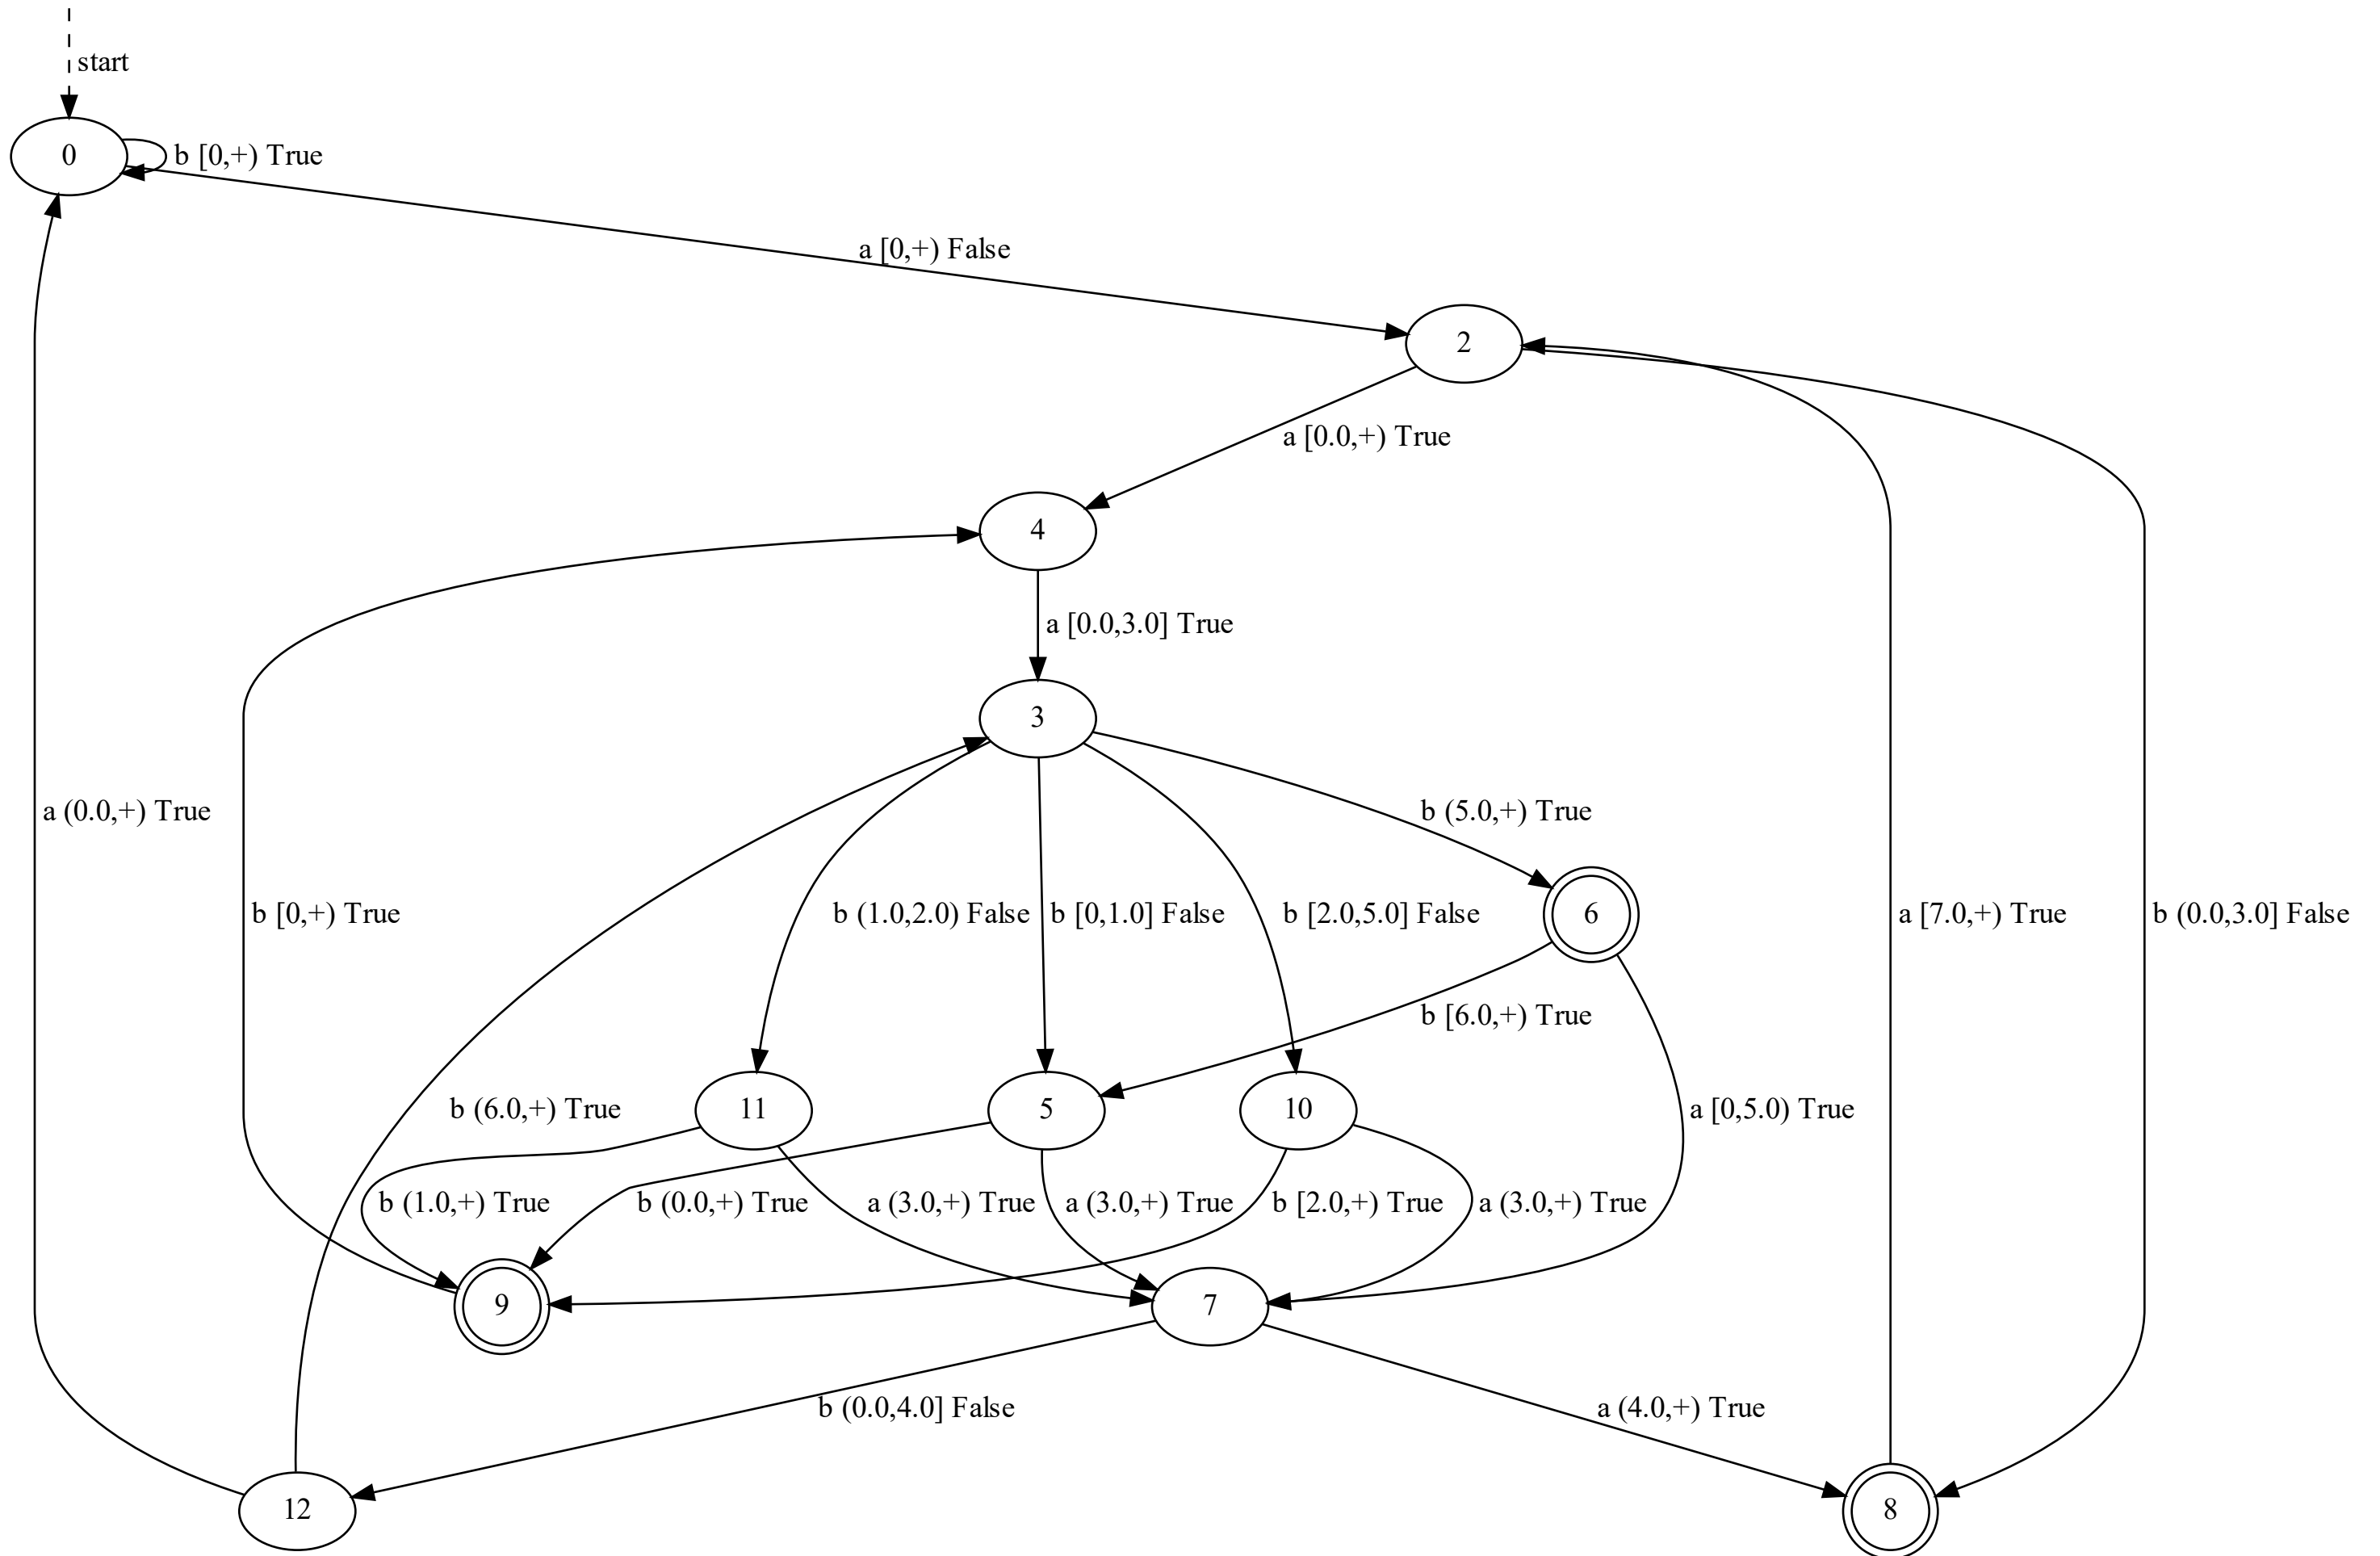 start
0
b [0,+) True
a [0,+) False
2
a [0.0,+) True
4
a [0.0,3.0] True
3
a (0.0,+) True
b (5.0,+) True
b [0,+) True
b (1.0,2.0) False
b [0,1.0] False
b [2.0,5.0] False
6
a [7.0,+) True
b (0.0,3.0] False
b [6.0,+) True
b (6.0,+) True
11
5
10
a [0,5.0) True
b (1.0,+) True
b (0.0,+) True
a (3.0,+) True
a (3.0,+) True
b [2.0,+) True
a (3.0,+) True
9
7
b (0.0,4.0] False
a (4.0,+) True
12
8